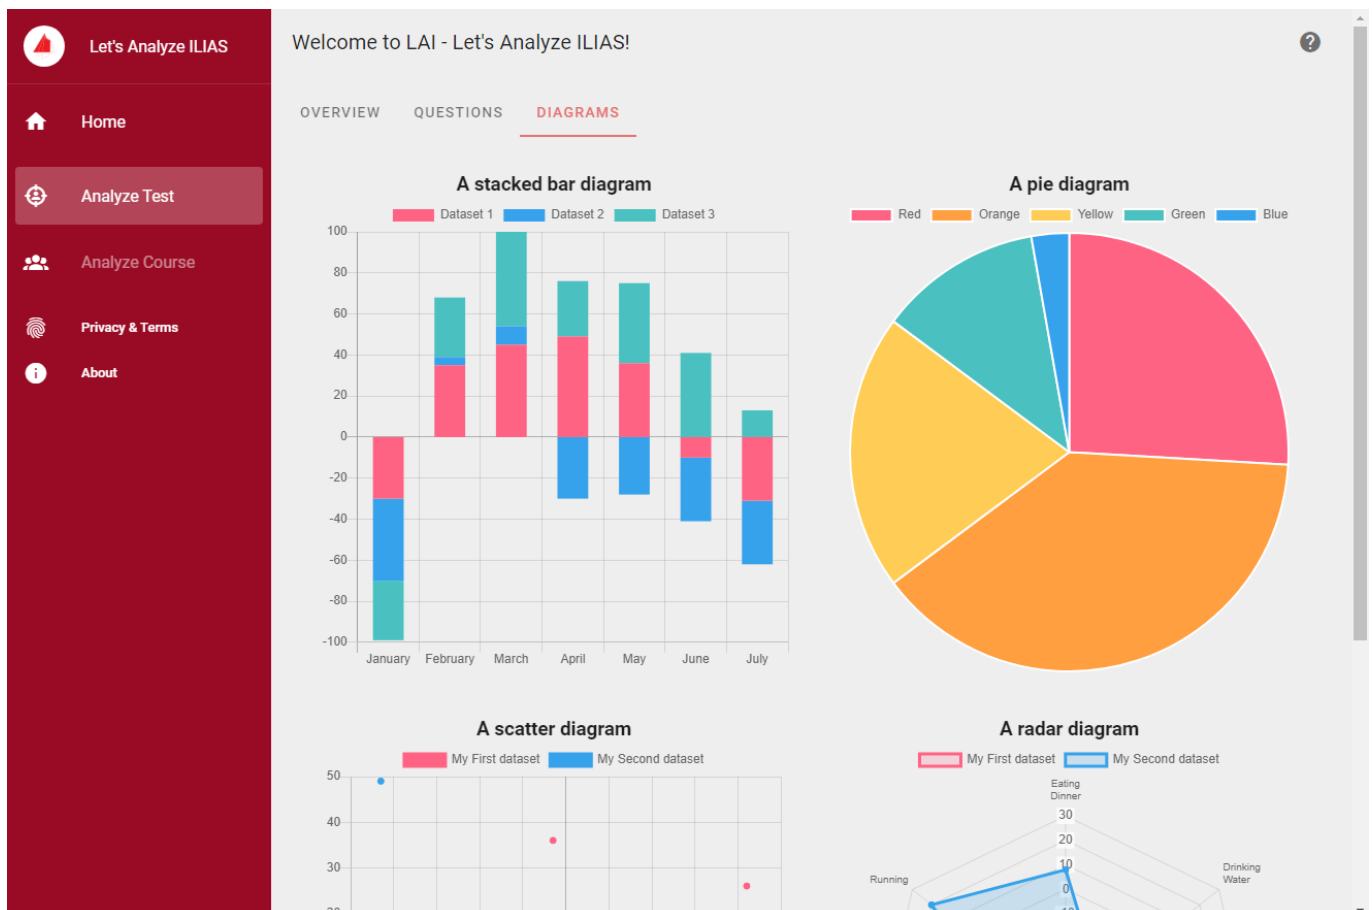 Let's Analyze ILIAS
Home
Analyze Test
Analyze Course
Privacy & Terms
About
Welcome to LAI - Let's Analyze ILIAS!
OVERVIEW QUESTIONS DIAGRAMS
A stacked bar diagram
Dataset 1 Dataset 2 Dataset 3
100
80
60
40
20
0
-20
-40
-60
-80
-100
January February March April May June July
A pie diagram
Red Orange Yellow Green Blue
A scatter diagram
My First dataset My Second dataset
50
40
30
A radar diagram
My First dataset My Second dataset
Eating
Dinner
30
20
10
0
Drinking
Water
Running